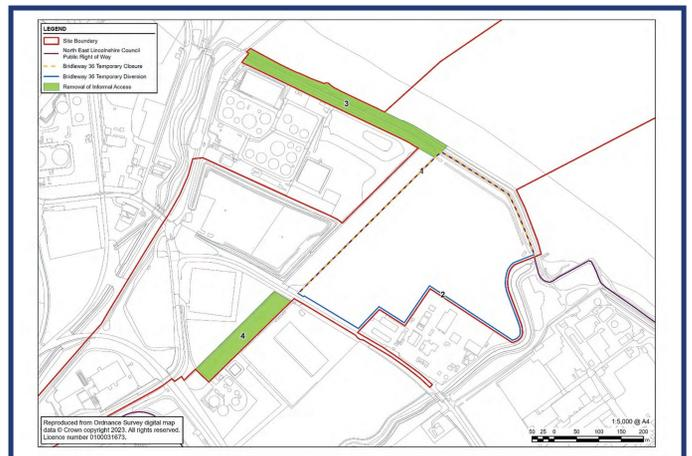 LEGEND
Site Boundary
North East Lincolnshire Council
Public Right of Way
Bridleway 36 Temporary Closure
Bridleway 36 Temporary Diversion
Removal of Informal Access
3
1
2
4
Reproduced from Ordnance Survey digital map
data © Crown copyright 2023. All rights reserved.
Licence number 0100031673.
1:5,000 @ A4
50 25 0 50 100 150 200
m